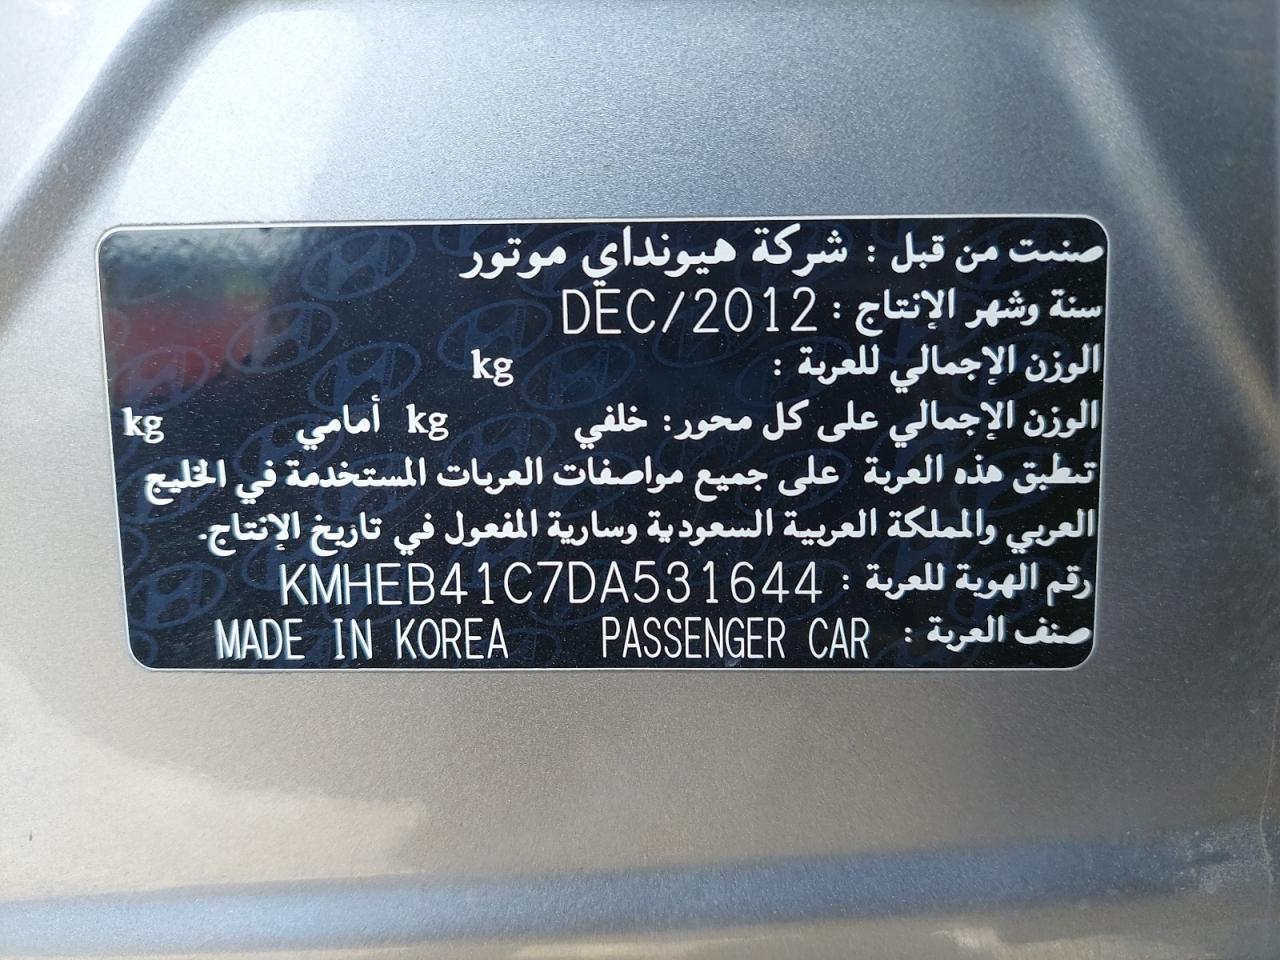 صنعت من قبل : شركة هيونداي موتور
سنة وشهر الإنتاج : DEC/2012
الوزن الإجمالي للعربة : kg
الوزن الإجمالي على كل محور: خلفي kg أمامي kg
تنطبق هذه العربة على جميع مواصفات العربات المستخدمة في الخليج
العربي والمملكة العربية السعودية وسارية المفعول في تاريخ الإنتاج.
رقم الهوية للعربة : KMHEB41C7DA531644
صنف العربة : PASSENGER CAR MADE IN KOREA